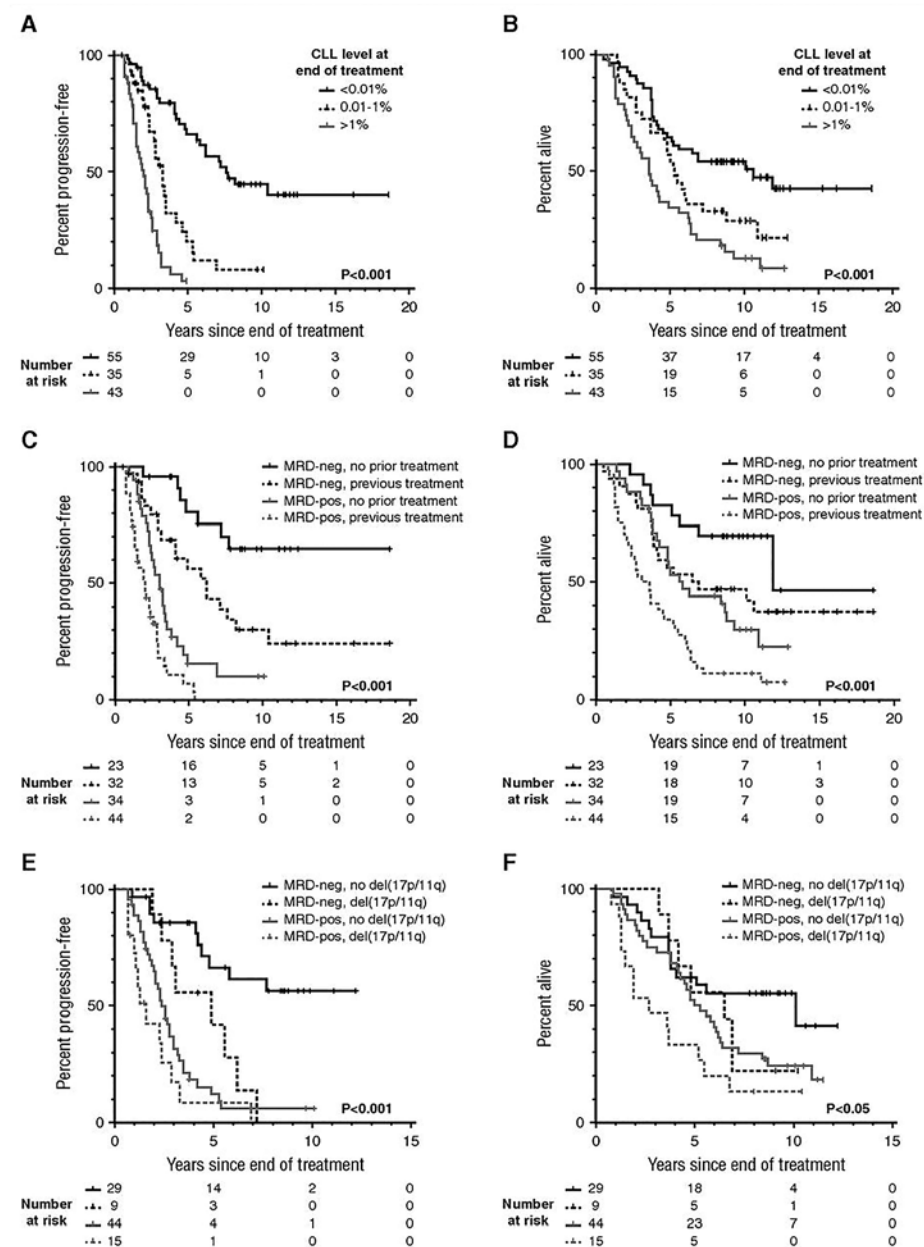 A
Percent progression-free
100
50
0
CLL level at
end of treatment
<0.01%
0.01-1%
>1%
P<0.001
0 5 10 15 20
Years since end of treatment
Number
at risk
55 29 10 3 0
35 5 1 0 0
43 0 0 0 0
B
Percent alive
100
50
0
CLL level at
end of treatment
<0.01%
0.01-1%
>1%
P<0.001
0 5 10 15 20
Years since end of treatment
Number
at risk
55 37 17 4 0
35 19 6 0 0
43 15 5 0 0
C
Percent progression-free
100
50
0
MRD-neg, no prior treatment
MRD-neg, previous treatment
MRD-pos, no prior treatment
MRD-pos, previous treatment
P<0.001
0 5 10 15 20
Years since end of treatment
Number
at risk
23 16 5 1 0
32 13 5 2 0
34 3 1 0 0
44 2 0 0 0
D
Percent alive
100
50
0
MRD-neg, no prior treatment
MRD-neg, previous treatment
MRD-pos, no prior treatment
MRD-pos, previous treatment
P<0.001
0 5 10 15 20
Years since end of treatment
Number
at risk
23 19 7 1 0
32 18 10 3 0
34 19 7 0 0
44 15 4 0 0
E
Percent progression-free
100
50
0
MRD-neg, no del(17p/11q)
MRD-neg, del(17p/11q)
MRD-pos, no del(17p/11q)
MRD-pos, del(17p/11q)
P<0.001
0 5 10 15
Years since end of treatment
Number
at risk
29 14 2 0
9 3 0 0
44 4 1 0
15 1 0 0
F
Percent alive
100
50
0
MRD-neg, no del(17p/11q)
MRD-neg, del(17p/11q)
MRD-pos, no del(17p/11q)
MRD-pos, del(17p/11q)
P<0.05
0 5 10 15
Years since end of treatment
Number
at risk
29 18 4 0
9 5 1 0
44 23 7 0
15 5 0 0